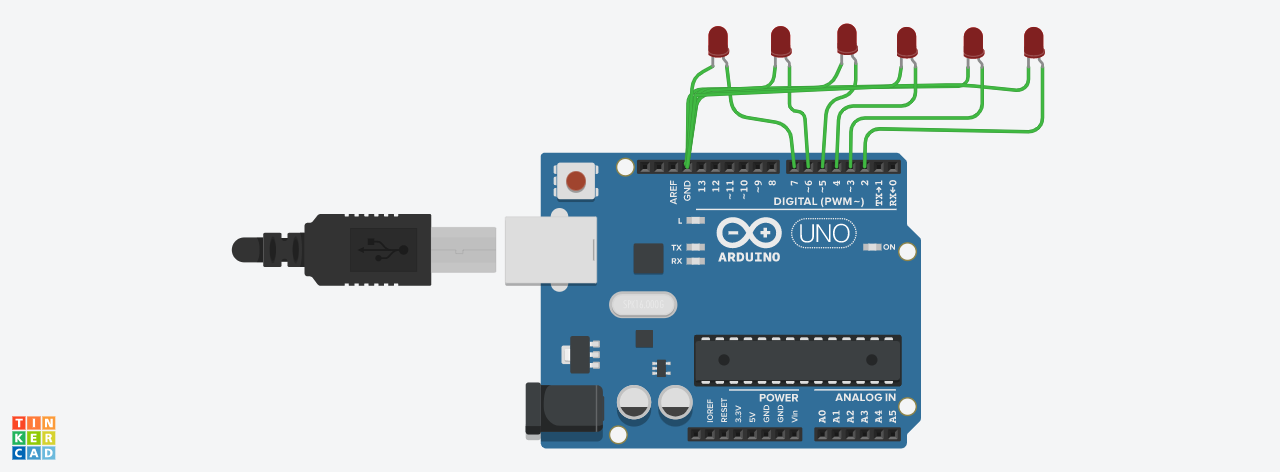 AREF
GND
13
12
~11
~10
~9
8
7
~6
~5
4
~3
2
TX→1
RX←0
DIGITAL (PWM~)
L
TX
RX
ARDUINO
UNO
ON
POWER
ANALOG IN
IOREF
RESET
3.3V
5V
GND
GND
Vin
A0
A1
A2
A3
A4
A5
TIN
KER
CAD